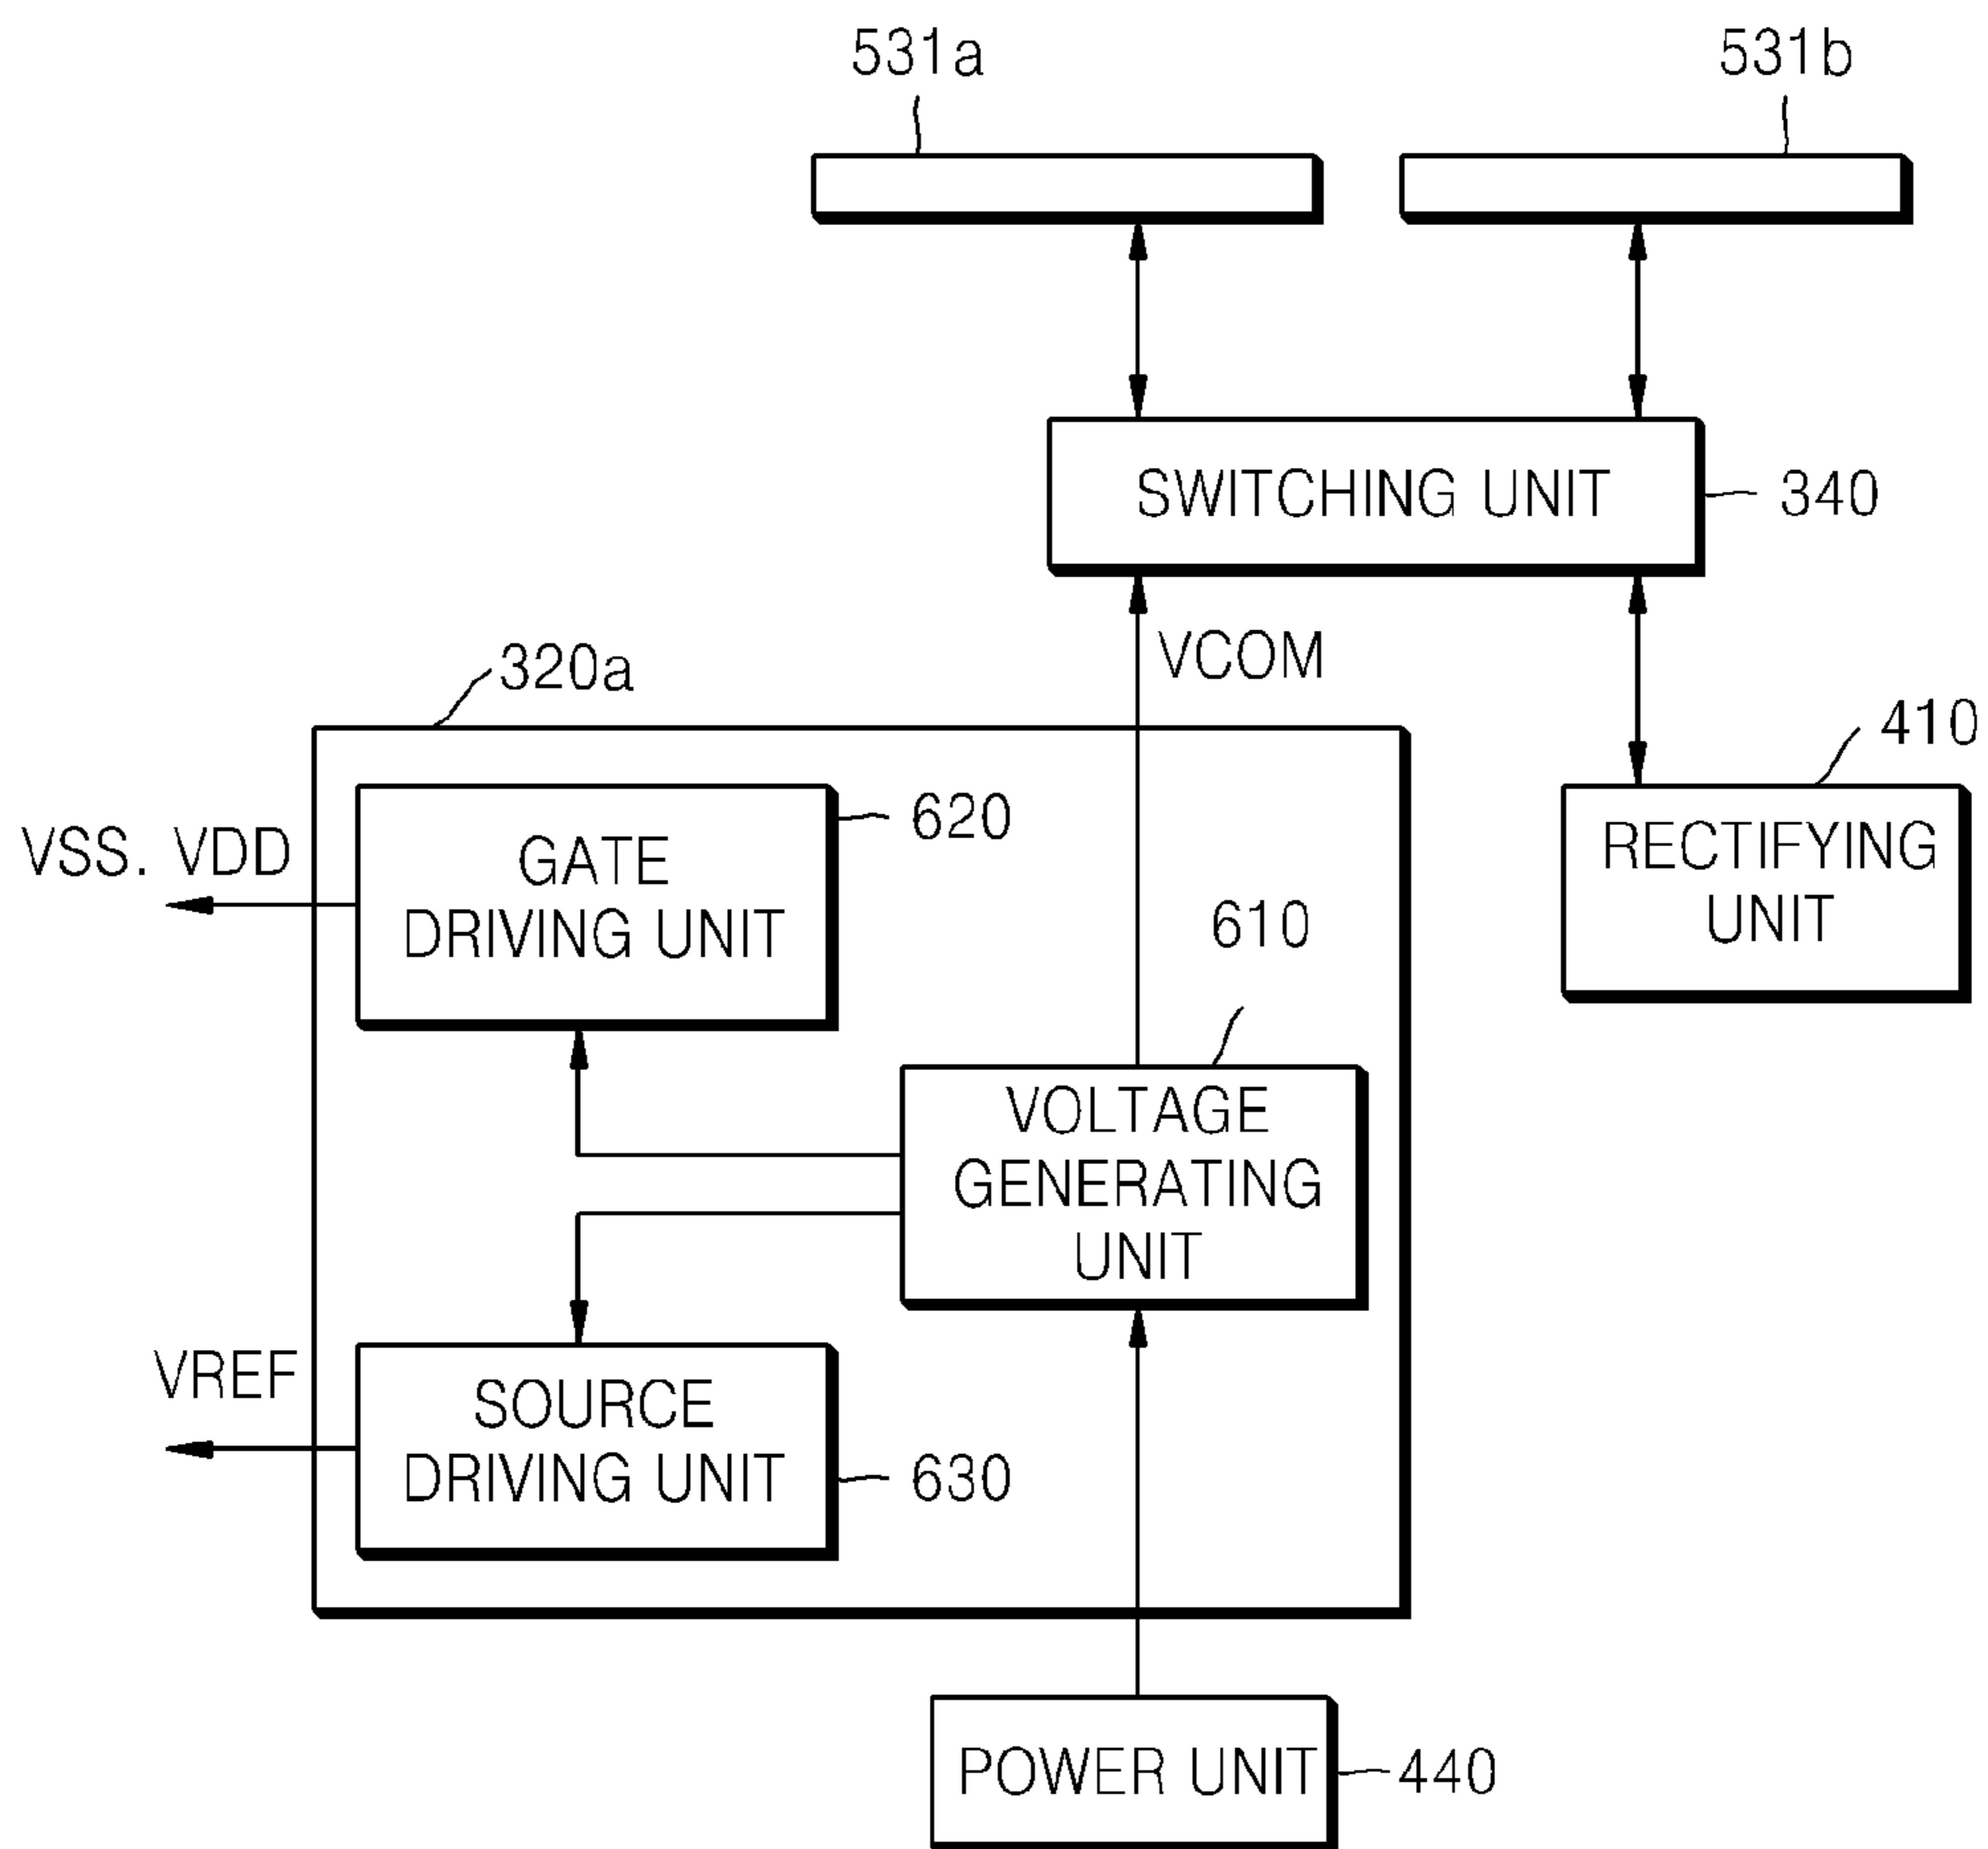 531a
531b
SWITCHING UNIT
340
VCOM
320a
410
RECTIFYING
UNIT
620
GATE
DRIVING UNIT
VSS. VDD
610
VOLTAGE
GENERATING
UNIT
VREF
SOURCE
DRIVING UNIT
630
POWER UNIT
440